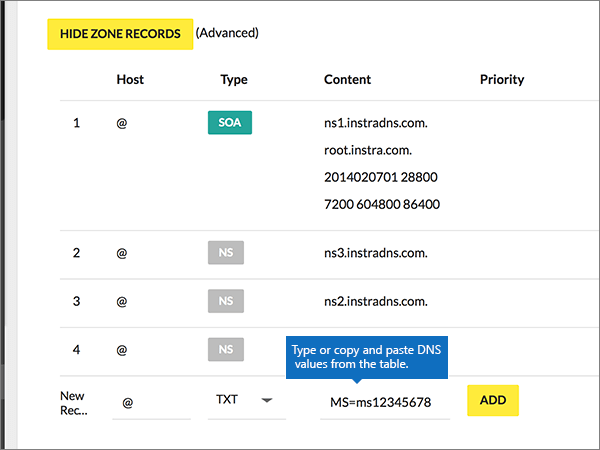 HIDE ZONE RECORDS (Advanced)
Host Type Content Priority
1 @ SOA ns1.instradns.com.
root.instra.com.
2014020701 28800
7200 604800 86400
2 @ NS ns3.instradns.com.
3 @ NS ns2.instradns.com.
4 @ NS
Type or copy and paste DNS
values from the table.
New
Rec... @ TXT MS=ms12345678 ADD